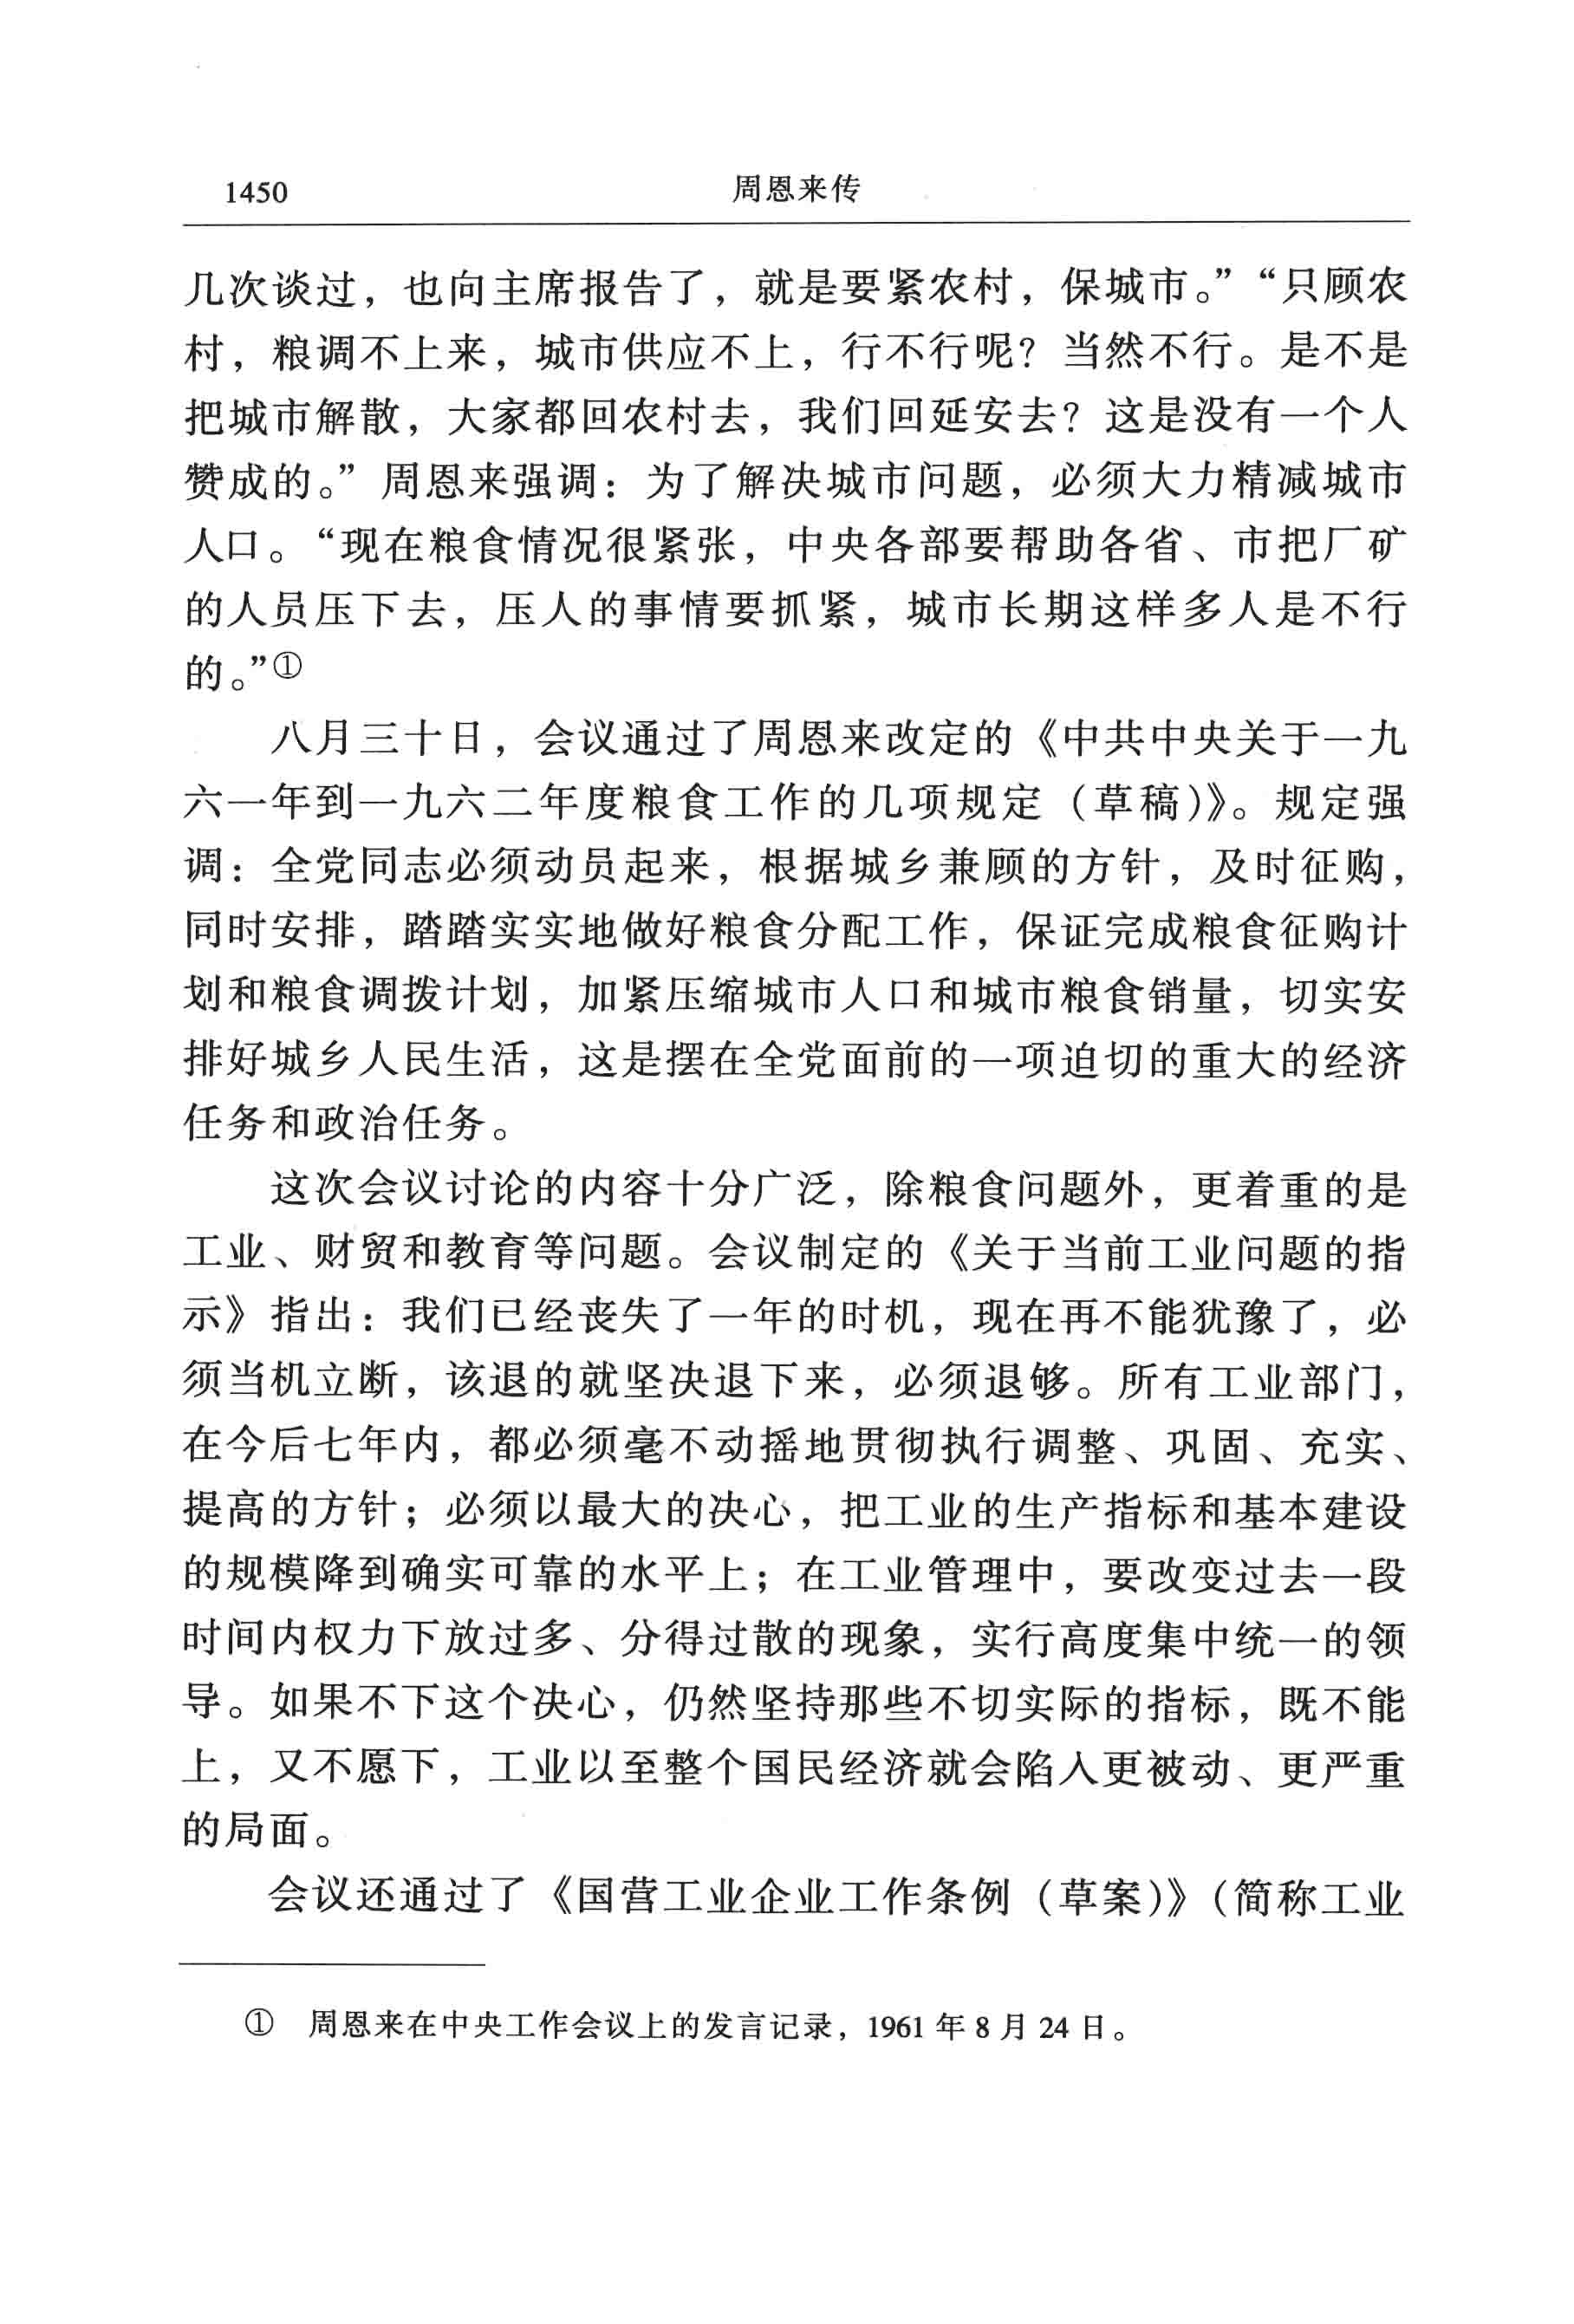 1450
周恩来传
几次谈过，也向主席报告了，就是要紧农村，保城市。”“只顾农
村，粮调不上来，城市供应不上，行不行呢？当然不行。是不是
把城市解散，大家都回农村去，我们回延安去？这是没有一个人
赞成的。”周恩来强调：为了解决城市问题，必须大力精减城市
人口。“现在粮食情况很紧张，中央各部要帮助各省、市把厂矿
的人员压下去，压人的事情要抓紧，城市长期这样多人是不行
的。”①
八月三十日，会议通过了周恩来改定的《中共中央关于一九
六一年到一九六二年度粮食工作的几项规定（草稿）》。规定强
调：全党同志必须动员起来，根据城乡兼顾的方针，及时征购，
同时安排，踏踏实实地做好粮食分配工作，保证完成粮食征购计
划和粮食调拨计划，加紧压缩城市人口和城市粮食销量，切实安
排好城乡人民生活，这是摆在全党面前的一项迫切的重大的经济
任务和政治任务。
这次会议讨论的内容十分广泛，除粮食问题外，更着重的是
工业、财贸和教育等问题。会议制定的《关于当前工业问题的指
示》指出：我们已经丧失了一年的时机，现在再不能犹豫了，必
须当机立断，该退的就坚决退下来，必须退够。所有工业部门，
在今后七年内，都必须毫不动摇地贯彻执行调整、巩固、充实、
提高的方针；必须以最大的决心，把工业的生产指标和基本建设
的规模降到确实可靠的水平上；在工业管理中，要改变过去一段
时间内权力下放过多、分得过散的现象，实行高度集中统一的领
导。如果不下这个决心，仍然坚持那些不切实际的指标，既不能
上，又不愿下，工业以至整个国民经济就会陷入更被动、更严重
的局面。
会议还通过了《国营工业企业工作条例（草案）》（简称工业
① 周恩来在中央工作会议上的发言记录，1961 年 8 月 24 日。